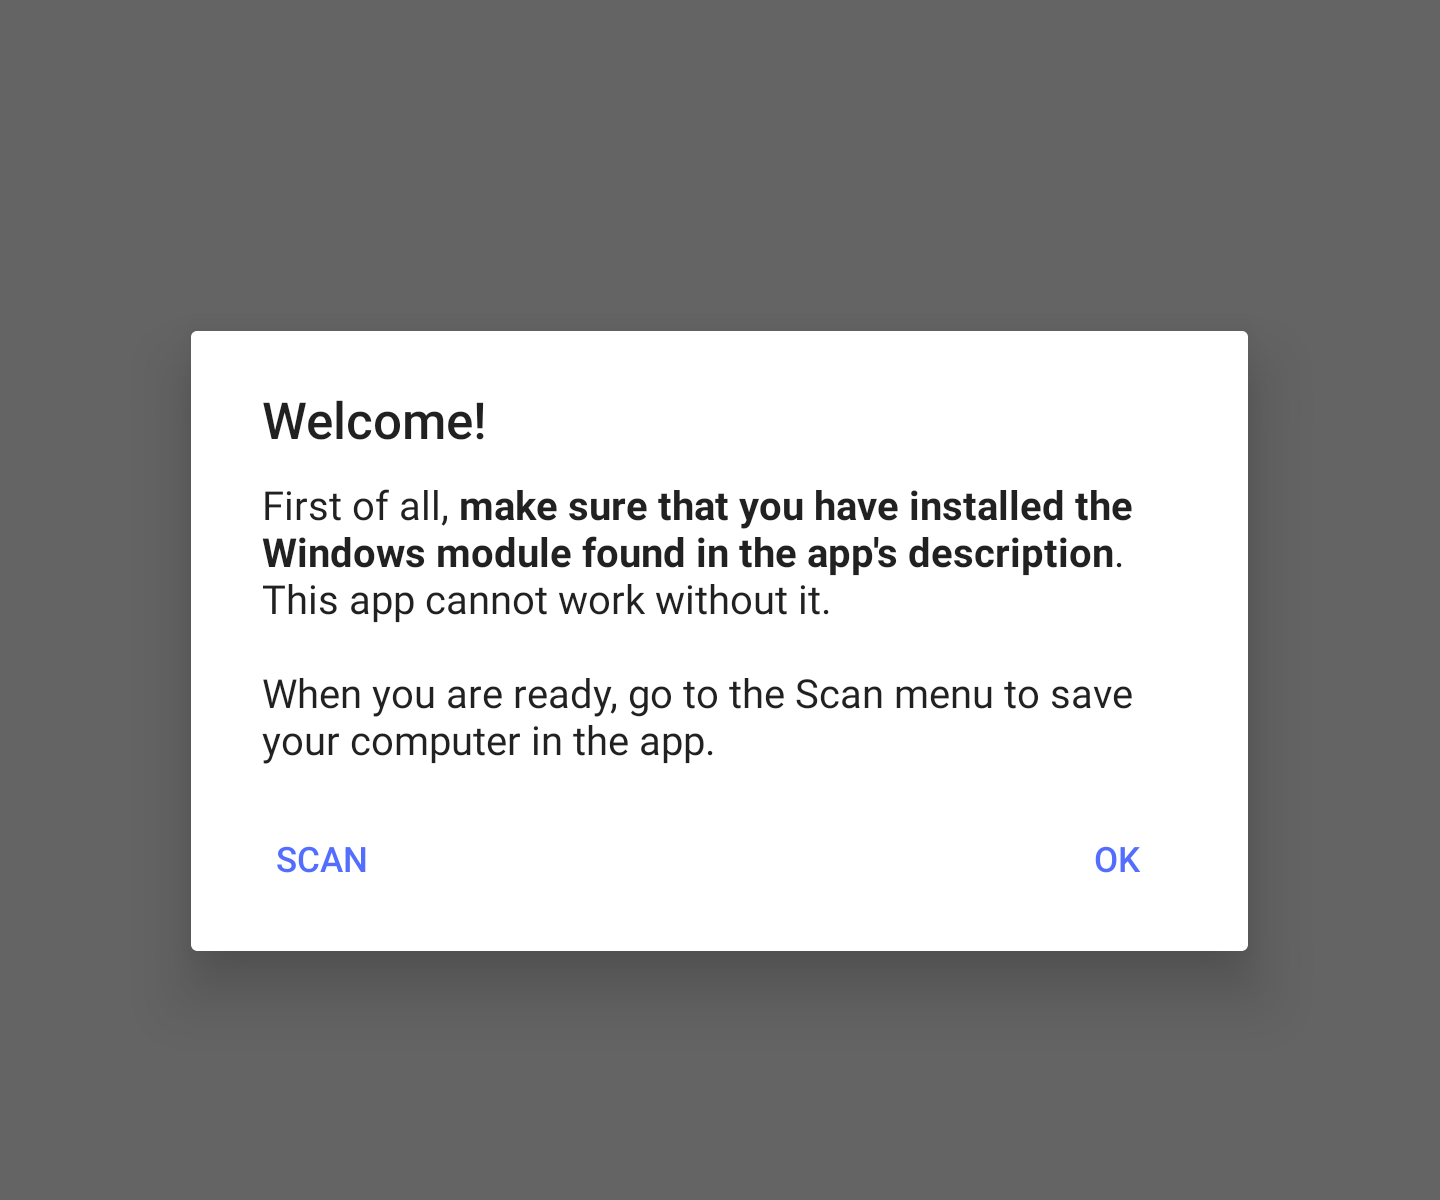 Welcome!
First of all, make sure that you have installed the
Windows module found in the app's description.
This app cannot work without it.
When you are ready, go to the Scan menu to save
your computer in the app.
SCAN
OK